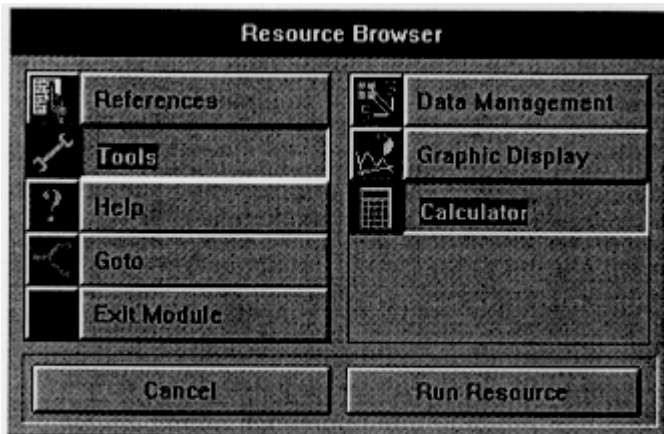 Resource Browser
References
Tools
Help
Goto
Exit Module
Data Management
Graphic Display
Calculator
Cancel
Run Resource